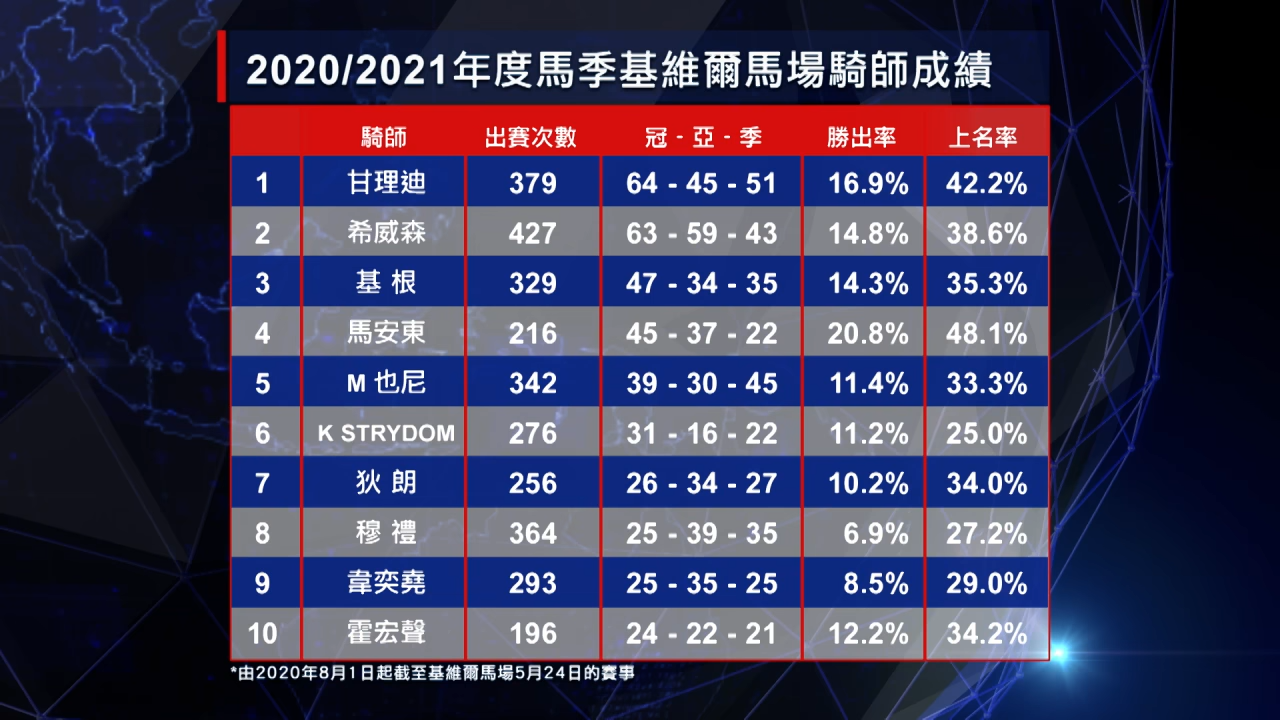 2020/2021年度馬季基維爾馬場騎師成績
騎師 出賽次數 冠 - 亞 - 季 勝出率 上名率
1 甘理迪 379 64 - 45 - 51 16.9% 42.2%
2 希威森 427 63 - 59 - 43 14.8% 38.6%
3 基根 329 47 - 34 - 35 14.3% 35.3%
4 馬安東 216 45 - 37 - 22 20.8% 48.1%
5 M 也尼 342 39 - 30 - 45 11.4% 33.3%
6 K STRYDOM 276 31 - 16 - 22 11.2% 25.0%
7 狄朗 256 26 - 34 - 27 10.2% 34.0%
8 穆禮 364 25 - 39 - 35 6.9% 27.2%
9 韋奕堯 293 25 - 35 - 25 8.5% 29.0%
10 霍宏聲 196 24 - 22 - 21 12.2% 34.2%
*由2020年8月1日起截至基維爾馬場5月24日的賽事